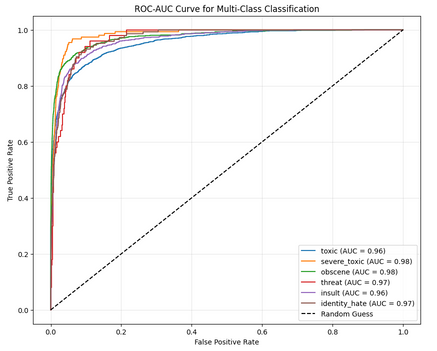 ROC-AUC Curve for Multi-Class Classification
True Positive Rate
1.0
0.8
0.6
0.4
0.2
0.0
toxic (AUC = 0.96)
severe_toxic (AUC = 0.98)
obscene (AUC = 0.98)
threat (AUC = 0.97)
insult (AUC = 0.96)
identity_hate (AUC = 0.97)
Random Guess
0.0 0.2 0.4 0.6 0.8 1.0
False Positive Rate